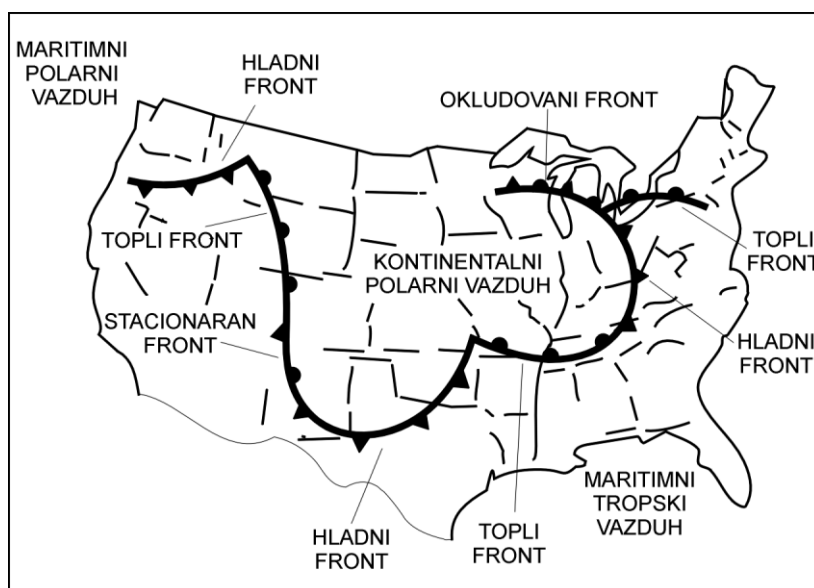 MARITIMNI
POLARNI
VAZDUH
HLADNI
FRONT
OKLUDOVANI FRONT
TOPLI FRONT
KONTINENTALNI
POLARNI VAZDUH
TOPLI
FRONT
STACIONARAN
FRONT
HLADNI
FRONT
MARITIMNI
TROPSKI
VAZDUH
HLADNI
FRONT
TOPLI
FRONT